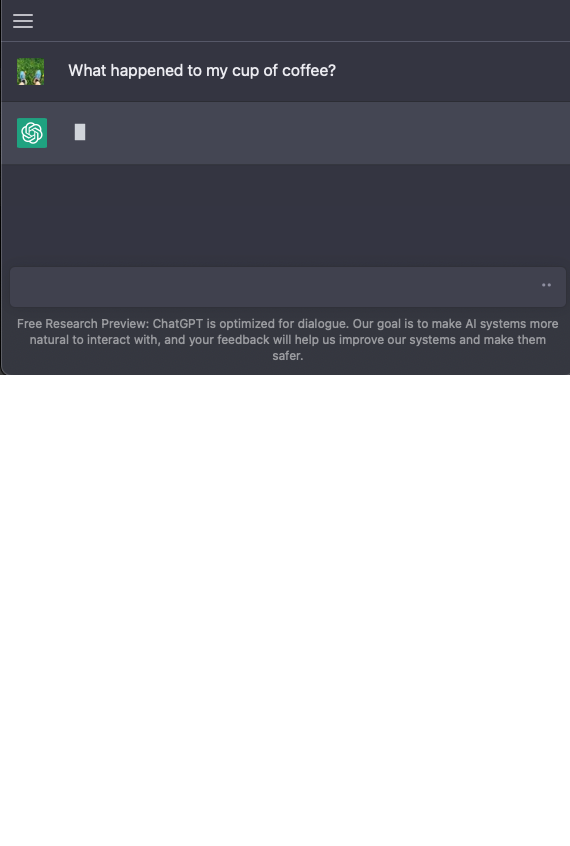 What happened to my cup of coffee?
Free Research Preview: ChatGPT is optimized for dialogue. Our goal is to make AI systems more
natural to interact with, and your feedback will help us improve our systems and make them
safer.